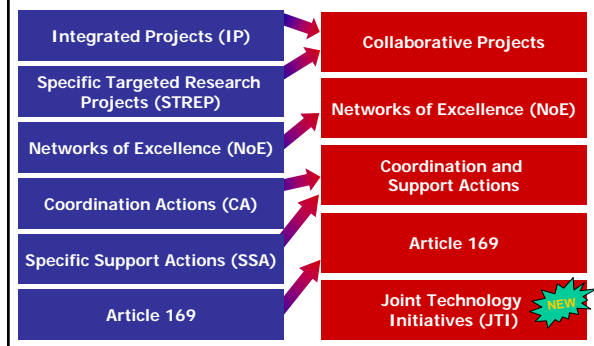 Integrated Projects (IP)
Specific Targeted Research
Projects (STREP)
Networks of Excellence (NoE)
Coordination Actions (CA)
Specific Support Actions (SSA)
Article 169
Collaborative Projects
Networks of Excellence (NoE)
Coordination and
Support Actions
Article 169
Joint Technology
Initiatives (JTI)
NEW